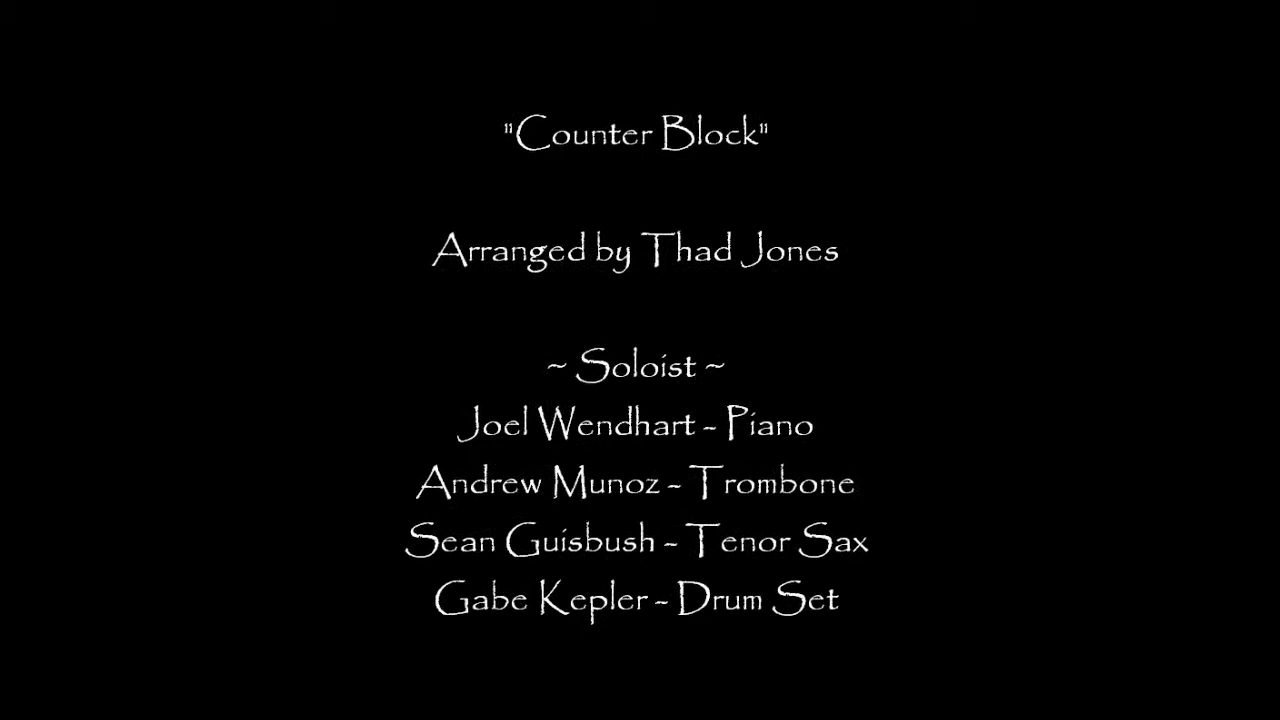 "Counter Block"
Arranged by Thad Jones
~ Soloist ~
Joel Wendhart - Piano
Andrew Munoz - Trombone
Sean Guisbush - Tenor Sax
Gabe Kepler - Drum Set